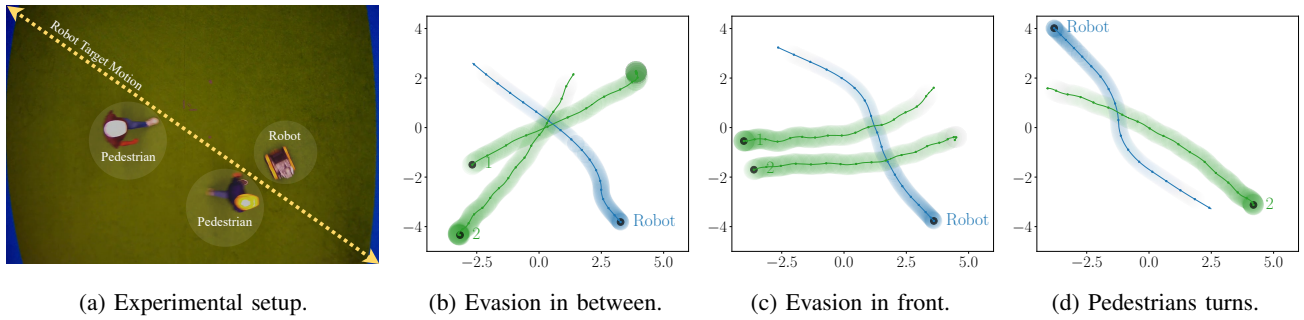 Robot Target Motion
Pedestrian
Robot
Pedestrian
4
2
0
−2
−4
−2.5
0.0
2.5
5.0
1
2
Robot
4
2
0
−2
−4
−2.5
0.0
2.5
5.0
1
2
Robot
4
2
0
−2
−4
−2.5
0.0
2.5
5.0
Robot
2
(a) Experimental setup.
(b) Evasion in between.
(c) Evasion in front.
(d) Pedestrians turns.